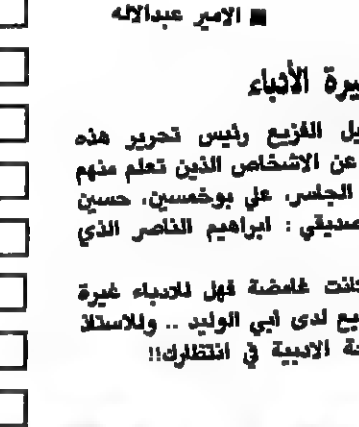 ■ الامير عبدالاله
يرة الأدباء
يل القزيع رئيس تحرير هذه
عن الاشخاص الذين تعلم منهم
الجاسر، علي بوخمسين، حسين
صديقي : ابراهيم الناصر الذي
كانت غامضة فهل للادباء غيرة
يع لدى ابي الوليد .. وللاستاذ
ة الادبية في انتظارك!!